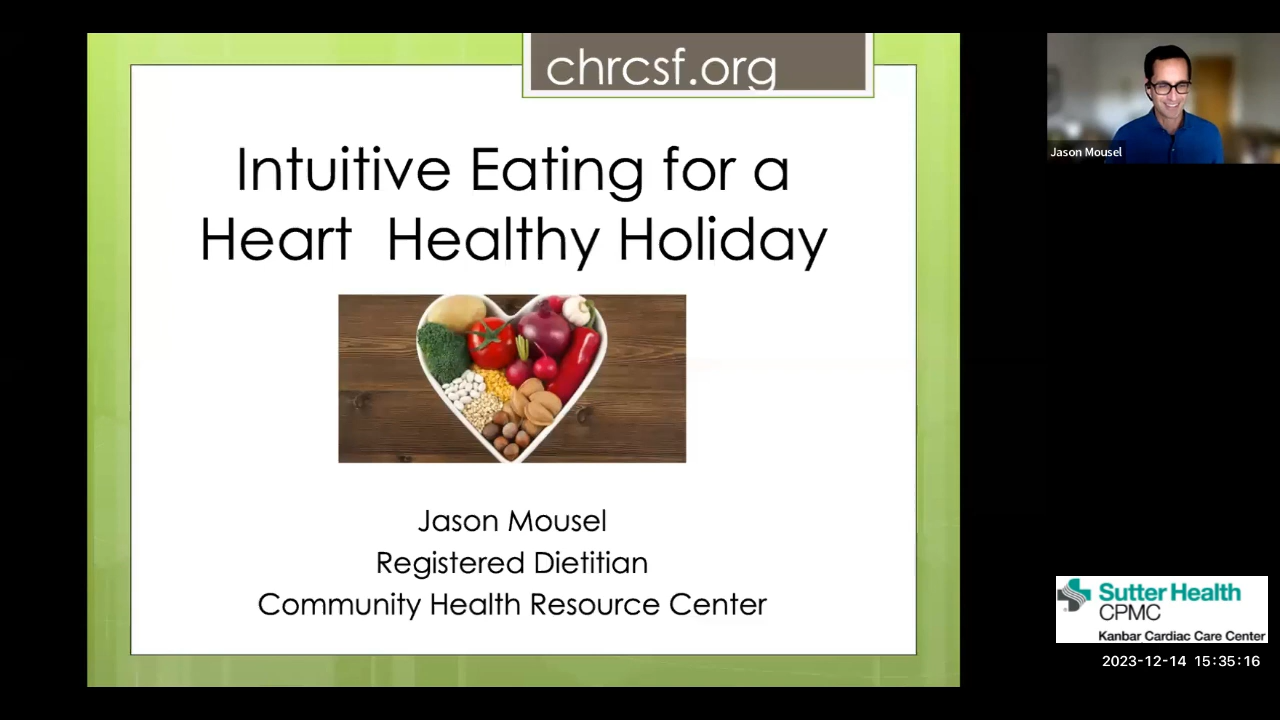 chrcsf.org
Intuitive Eating for a
Heart  Healthy Holiday
Jason Mousel
Registered Dietitian
Community Health Resource Center
Jason Mousel
Sutter Health
CPMC
Kanbar Cardiac Care Center
2023-12-14 15:35:16